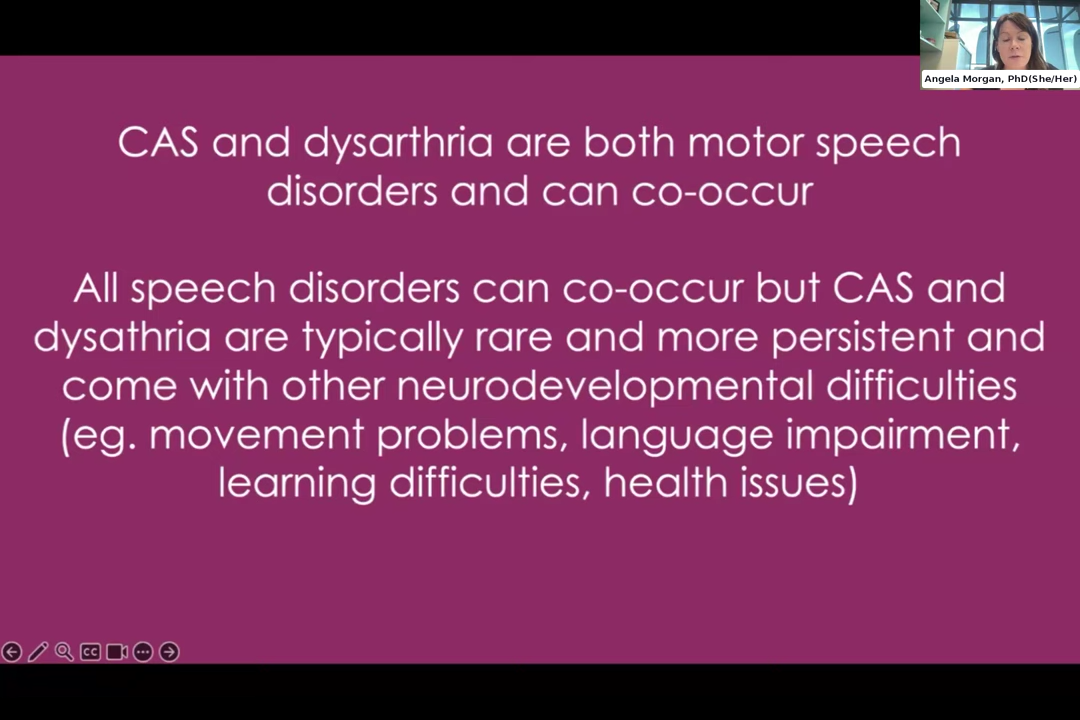 Angela Morgan, PhD(She/Her)
CAS and dysarthria are both motor speech
disorders and can co-occur
All speech disorders can co-occur but CAS and
dysathria are typically rare and more persistent and
come with other neurodevelopmental difficulties
(eg. movement problems, language impairment,
learning difficulties, health issues)
CC